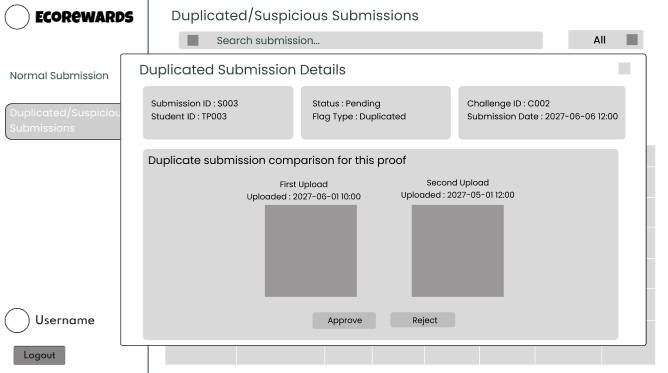 ECOREWARDS
Duplicated/Suspicious Submissions
Search submission...
All
Normal Submission
Duplicated/Suspiciou
Submissions
Duplicated Submission Details
Submission ID : S003
Student ID : TP003
Status : Pending
Flag Type : Duplicated
Challenge ID : C002
Submission Date : 2027-06-06 12:00
Duplicate submission comparison for this proof
First Upload
Uploaded : 2027-06-01 10:00
Second Upload
Uploaded : 2027-05-01 12:00
Approve
Reject
Username
Logout